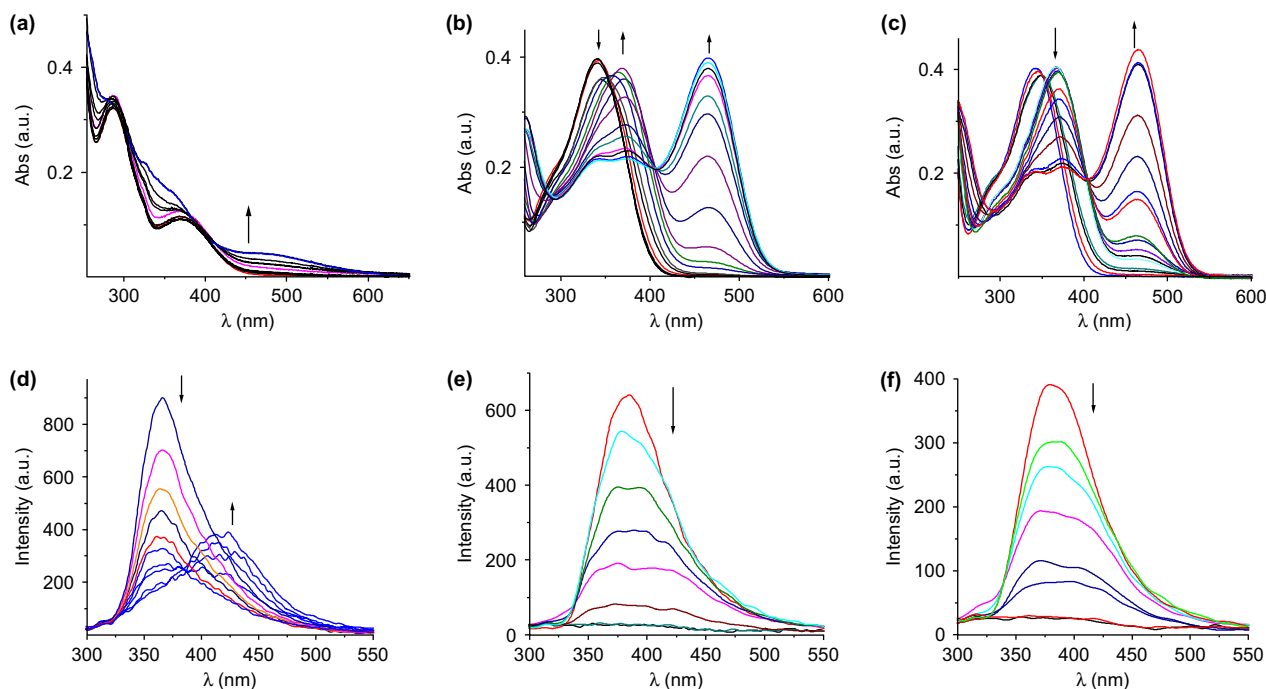 (a)
Abs (a.u.)
0.4
0.2
300 400 500 600
λ (nm)
(b)
Abs (a.u.)
0.4
0.2
300 400 500 600
λ (nm)
(c)
Abs (a.u.)
0.4
0.2
300 400 500 600
λ (nm)
(d)
Intensity (a.u.)
800
600
400
200
300 350 400 450 500 550
λ (nm)
(e)
Intensity (a.u.)
600
400
200
0
300 350 400 450 500 550
λ (nm)
(f)
Intensity (a.u.)
400
300
200
100
0
300 350 400 450 500 550
λ (nm)